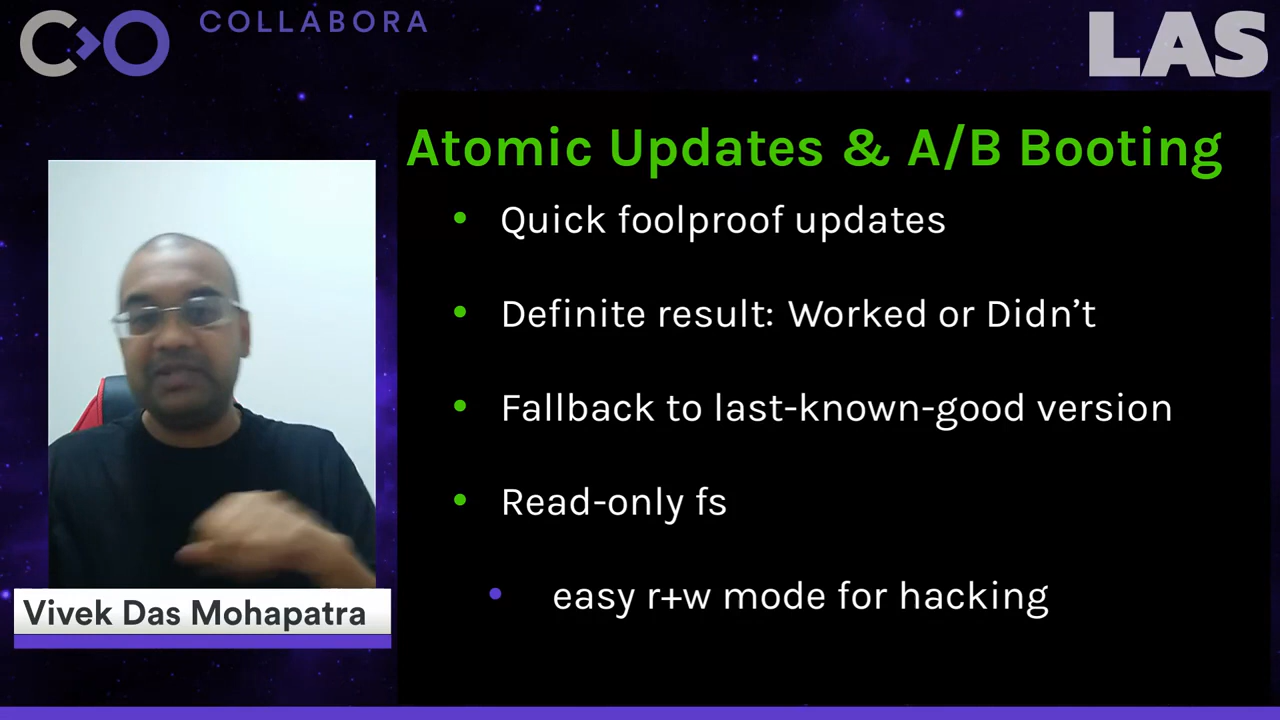 COLLABORA
LAS
Atomic Updates & A/B Booting
Quick foolproof updates
Definite result: Worked or Didn’t
Fallback to last-known-good version
Read-only fs
easy r+w mode for hacking
Vivek Das Mohapatra